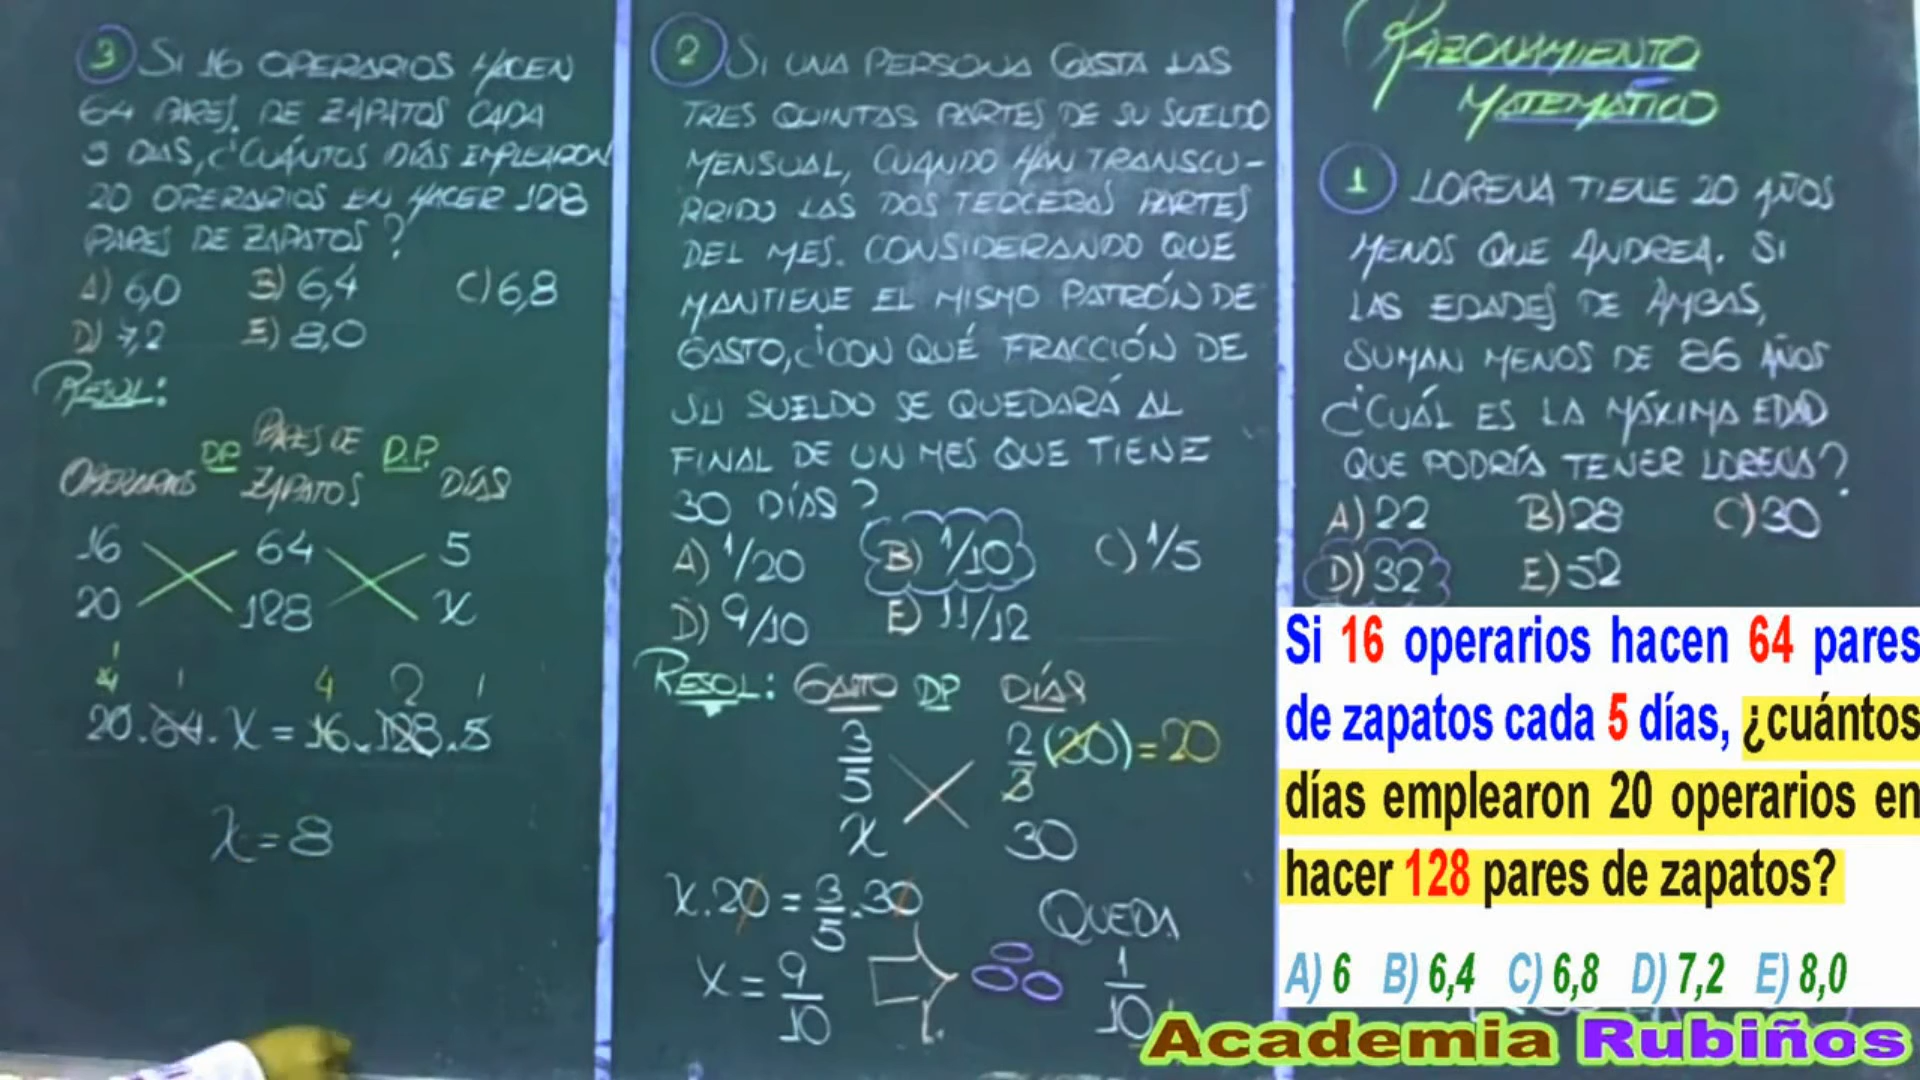 3 SI 16 OPERARIOS HACEN
64 PARES DE ZAPATOS CADA
5 DIAS, ¿CUÁNTOS DÍAS EMPLEARON
20 OPERARIOS EN HACER 128
PARES DE ZAPATOS?
A) 6,0 B) 6,4 C) 6,8
D) 7,2 E) 8,0
RESOL:
OPERARIOS DP PARES DE ZAPATOS D.P. DÍAS
16 64 5
20 128 X
1
4 1 4 2 1
20.64.X = 16.128.5
X = 8
2 SI UNA PERSONA GASTA LAS
TRES QUINTAS PARTES DE SU SUELDO
MENSUAL, CUANDO HAN TRANSCU-
RRIDO LAS DOS TERCERAS PARTES
DEL MES. CONSIDERANDO QUE
MANTIENE EL MISMO PATRÓN DE
GASTO, ¿CON QUÉ FRACCIÓN DE
SU SUELDO SE QUEDARÁ AL
FINAL DE UN MES QUE TIENE
30 DÍAS?
A) 1/20 B) 1/10 C) 1/5
D) 9/10 E) 11/12
RESOL: GASTO DP DÍAS
3/5 2/3 (30) = 20
X 30
X.20 = 3/5.30
X = 9/10
QUEDA
1/10
RAZONAMIENTO
MATEMÁTICO
1 LORENA TIENE 20 AÑOS
MENOS QUE ANDREA. SI
LAS EDADES DE AMBAS,
SUMAN MENOS DE 86 AÑOS
¿CUÁL ES LA MÁXIMA EDAD
QUE PODRÍA TENER LORENA?
A) 22 B) 28 C) 30
D) 32 E) 52
Si 16 operarios hacen 64 pares
de zapatos cada 5 días, ¿cuántos
días emplearon 20 operarios en
hacer 128 pares de zapatos?
A) 6 B) 6,4 C) 6,8 D) 7,2 E) 8,0
Academia Rubiños